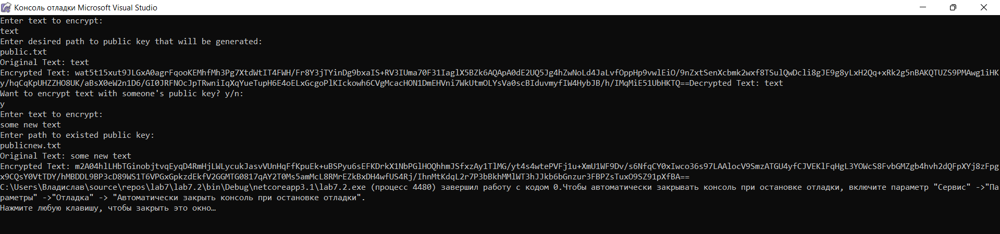 Консоль отладки Microsoft Visual Studio
Enter text to encrypt:
text
Enter desired path to public key that will be generated:
public.txt
Original Text: text
Encrypted Text: wat5t15xut9JLGxA0agrFqooKEMhfMh3Pg7XtdWtIT4FWH/Fr8Y3jTYinDg9bxaIS+RV3IUma70F31IaglX5BZk6AQApA0dE2UQ5Jg4hZwNoLd4JaLvfOppHp9vwlEiO/9nZxtSenXcbmk2wxf8TSulQwDcli8gJE9g8yLxH2Qq+xRk2g5nBAKQTUZS9PMAwg1iHK
y/hqCqKpUHZZHO8UK/aBsX0eW2n1D6/GI0JRFNOcJpTRwniIqXqYueTupH6E4oELxGcgoPlKIckowh6CVgMcacHON1DmEHVni7WkUtmOLYsVa0scBIduvmyfIW4HybJB/h/IMqMiE51UbHKTQ==Decrypted Text: text
Want to encrypt text with someone's public key? y/n:
y
Enter text to encrypt:
some new text
Enter path to existed public key:
publicnew.txt
Original Text: some new text
Encrypted Text: m2A04hlLHbTGinobjtvqEyqD4RmHjLWLycukJasvVUnHqFfKpuEk+uBSPyu6sEFKDrkX1NbPGlHOQhhmJSfxzAy1TlMG/yt4s4wtePVFj1u+XmU1WF9Dv/s6NfqCY0xIwco36s97LAAlocV9SmzATGU4yfCJVEKlFqHgL3YOWcS8FvbGMZgb4hvh2dQFpXYj8zFpg
x9CQsY0VtTDY/hMBDDL9BP3cD89WS1T6VPGxGpkzdEkfV2GGMTG0817qAY2T0Ms5amMcL8RMrEZkBxDH4wfUS4Rj/IhnMtKdqL2r7P3bBkhMMlWT3hJJkb6bGnzur3FBPZsTuxO9SZ91pXfBA==
C:\Users\Владислав\source\repos\lab7\lab7.2\bin\Debug\netcoreapp3.1\lab7.2.exe (процесс 4480) завершил работу с кодом 0.Чтобы автоматически закрывать консоль при остановке отладки, включите параметр "Сервис" ->"Па
раметры" ->"Отладка" -> "Автоматически закрыть консоль при остановке отладки".
Нажмите любую клавишу, чтобы закрыть это окно…